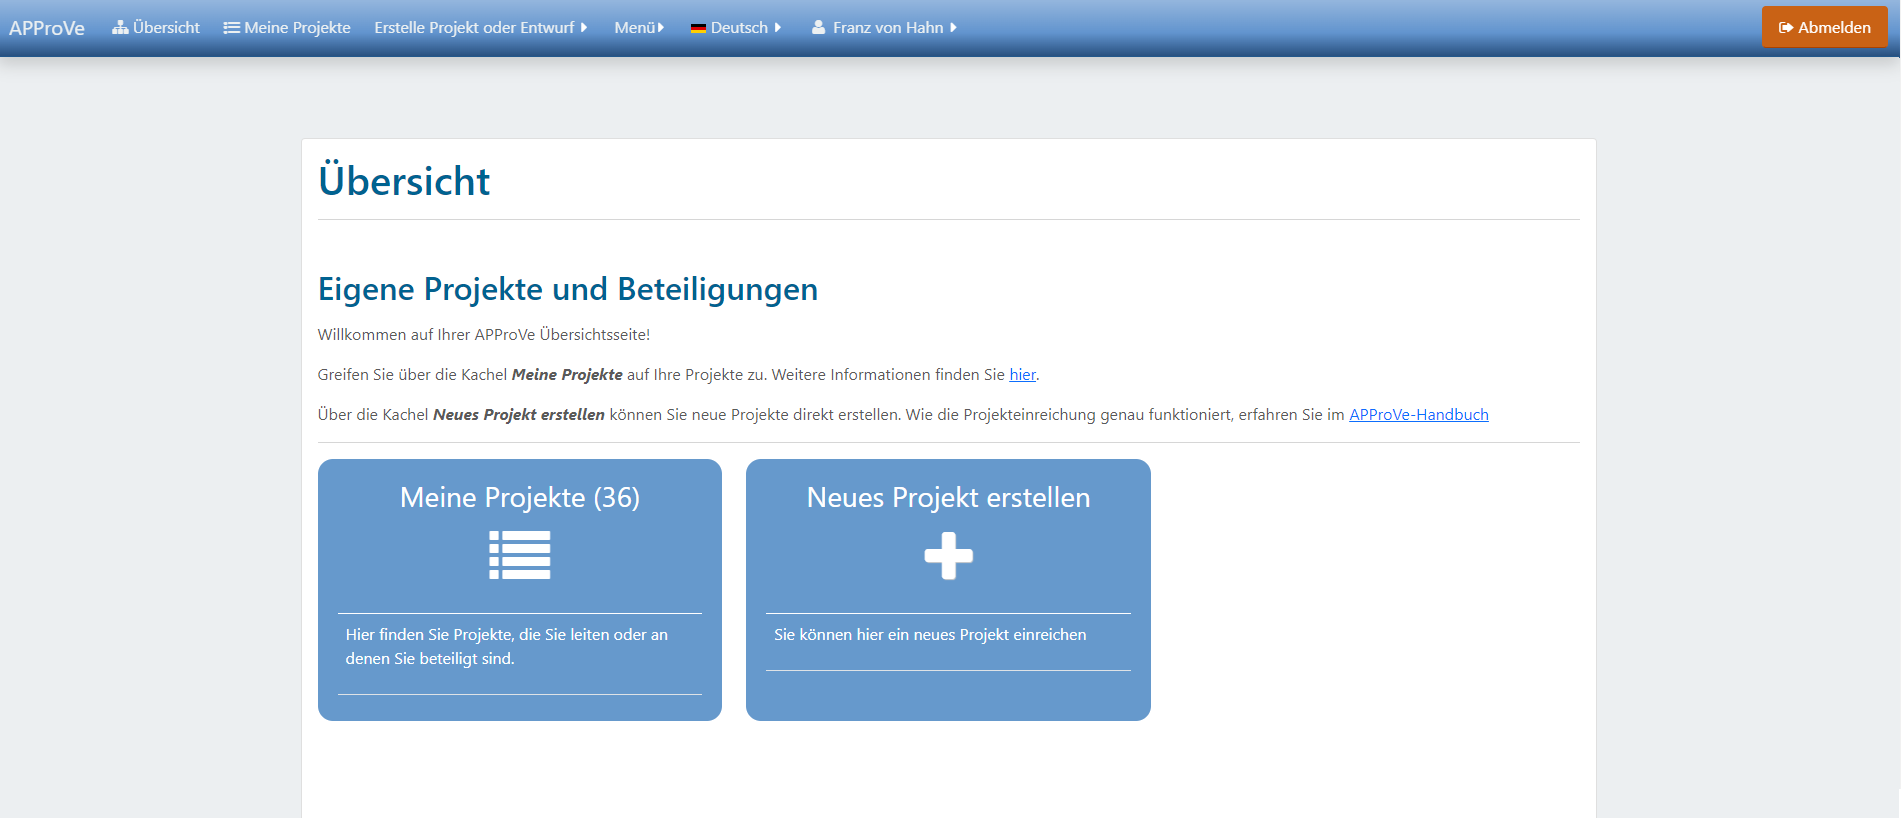 APProVe Übersicht Meine Projekte Erstelle Projekt oder Entwurf Menü Deutsch Franz von Hahn Abmelden
Übersicht
Eigene Projekte und Beteiligungen
Willkommen auf Ihrer APProVe Übersichtsseite!
Greifen Sie über die Kachel Meine Projekte auf Ihre Projekte zu. Weitere Informationen finden Sie hier.
Über die Kachel Neues Projekt erstellen können Sie neue Projekte direkt erstellen. Wie die Projekteinreichung genau funktioniert, erfahren Sie im APProVe-Handbuch
Meine Projekte (36)
Hier finden Sie Projekte, die Sie leiten oder an
denen Sie beteiligt sind.
Neues Projekt erstellen
Sie können hier ein neues Projekt einreichen